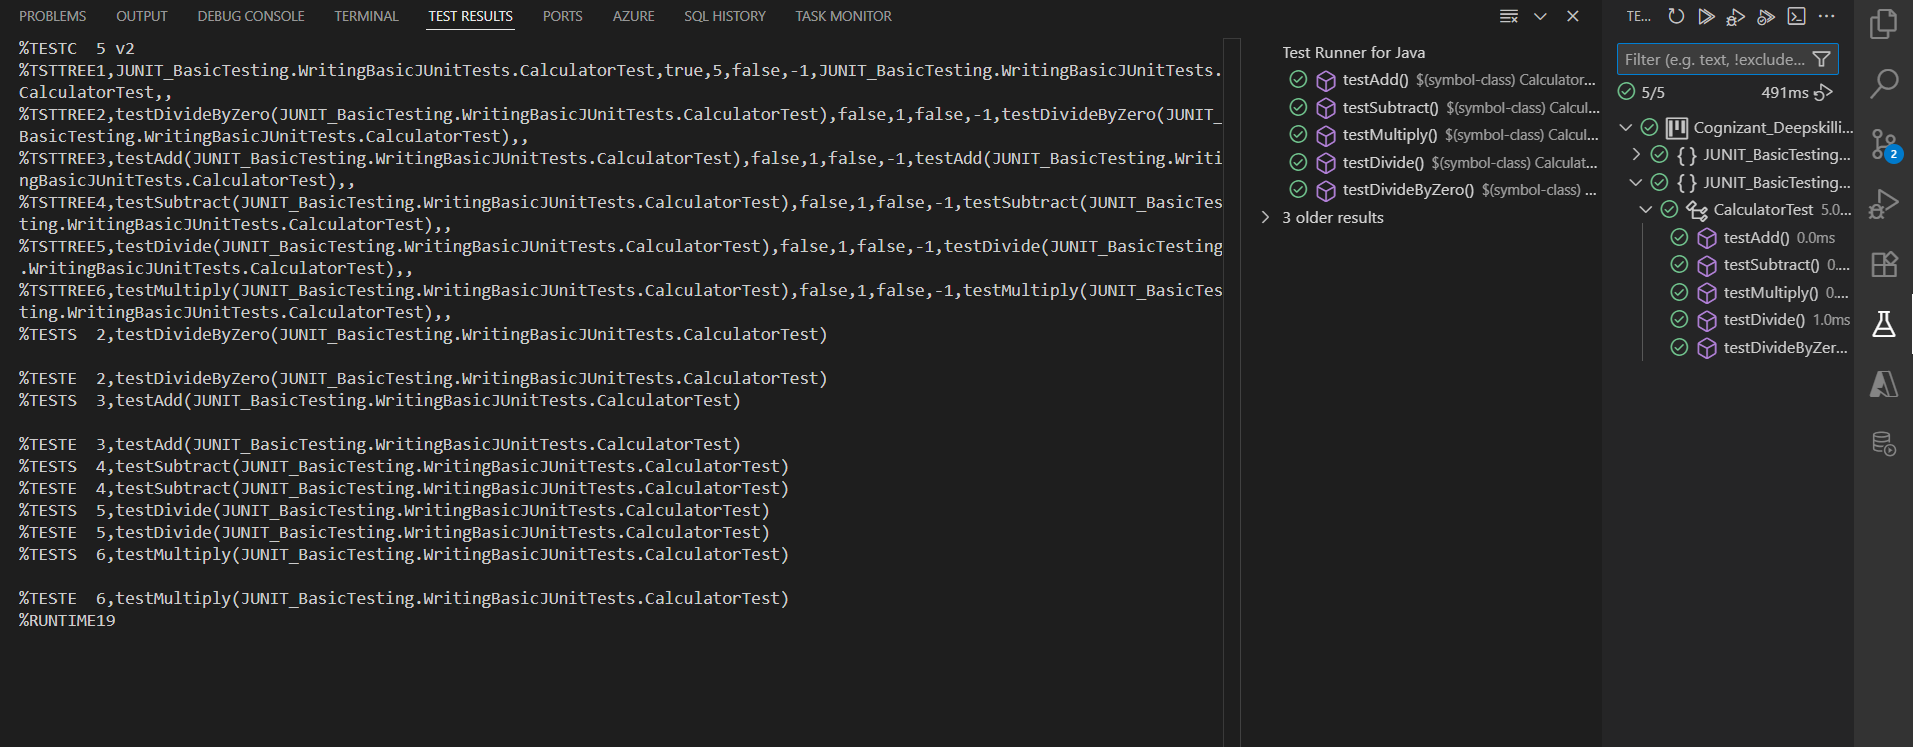 PROBLEMS OUTPUT DEBUG CONSOLE TERMINAL TEST RESULTS PORTS AZURE SQL HISTORY TASK MONITOR
%TESTC  5 v2
%TSTTREE1,JUNIT_BasicTesting.WritingBasicJUnitTests.CalculatorTest,true,5,false,-1,JUNIT_BasicTesting.WritingBasicJUnitTests.
CalculatorTest,,
%TSTTREE2,testDivideByZero(JUNIT_BasicTesting.WritingBasicJUnitTests.CalculatorTest),false,1,false,-1,testDivideByZero(JUNIT_
BasicTesting.WritingBasicJUnitTests.CalculatorTest),,
%TSTTREE3,testAdd(JUNIT_BasicTesting.WritingBasicJUnitTests.CalculatorTest),false,1,false,-1,testAdd(JUNIT_BasicTesting.Writi
ngBasicJUnitTests.CalculatorTest),,
%TSTTREE4,testSubtract(JUNIT_BasicTesting.WritingBasicJUnitTests.CalculatorTest),false,1,false,-1,testSubtract(JUNIT_BasicTes
ting.WritingBasicJUnitTests.CalculatorTest),,
%TSTTREE5,testDivide(JUNIT_BasicTesting.WritingBasicJUnitTests.CalculatorTest),false,1,false,-1,testDivide(JUNIT_BasicTesting
.WritingBasicJUnitTests.CalculatorTest),,
%TSTTREE6,testMultiply(JUNIT_BasicTesting.WritingBasicJUnitTests.CalculatorTest),false,1,false,-1,testMultiply(JUNIT_BasicTes
ting.WritingBasicJUnitTests.CalculatorTest),,
%TESTS  2,testDivideByZero(JUNIT_BasicTesting.WritingBasicJUnitTests.CalculatorTest)
%TESTE  2,testDivideByZero(JUNIT_BasicTesting.WritingBasicJUnitTests.CalculatorTest)
%TESTS  3,testAdd(JUNIT_BasicTesting.WritingBasicJUnitTests.CalculatorTest)
%TESTE  3,testAdd(JUNIT_BasicTesting.WritingBasicJUnitTests.CalculatorTest)
%TESTS  4,testSubtract(JUNIT_BasicTesting.WritingBasicJUnitTests.CalculatorTest)
%TESTE  4,testSubtract(JUNIT_BasicTesting.WritingBasicJUnitTests.CalculatorTest)
%TESTS  5,testDivide(JUNIT_BasicTesting.WritingBasicJUnitTests.CalculatorTest)
%TESTE  5,testDivide(JUNIT_BasicTesting.WritingBasicJUnitTests.CalculatorTest)
%TESTS  6,testMultiply(JUNIT_BasicTesting.WritingBasicJUnitTests.CalculatorTest)
%TESTE  6,testMultiply(JUNIT_BasicTesting.WritingBasicJUnitTests.CalculatorTest)
%RUNTIME19
Test Runner for Java
testAdd() $(symbol-class) Calculator...
testSubtract() $(symbol-class) Calcul...
testMultiply() $(symbol-class) Calcul...
testDivide() $(symbol-class) Calculat...
testDivideByZero() $(symbol-class) ...
3 older results
TE...
Filter (e.g. text, !exclude...
5/5 491ms
Cognizant_Deepskilli...
{ } JUNIT_BasicTesting...
{ } JUNIT_BasicTesting...
CalculatorTest 5.0...
testAdd() 0.0ms
testSubtract() 0....
testMultiply() 0....
testDivide() 1.0ms
testDivideByZer...
2